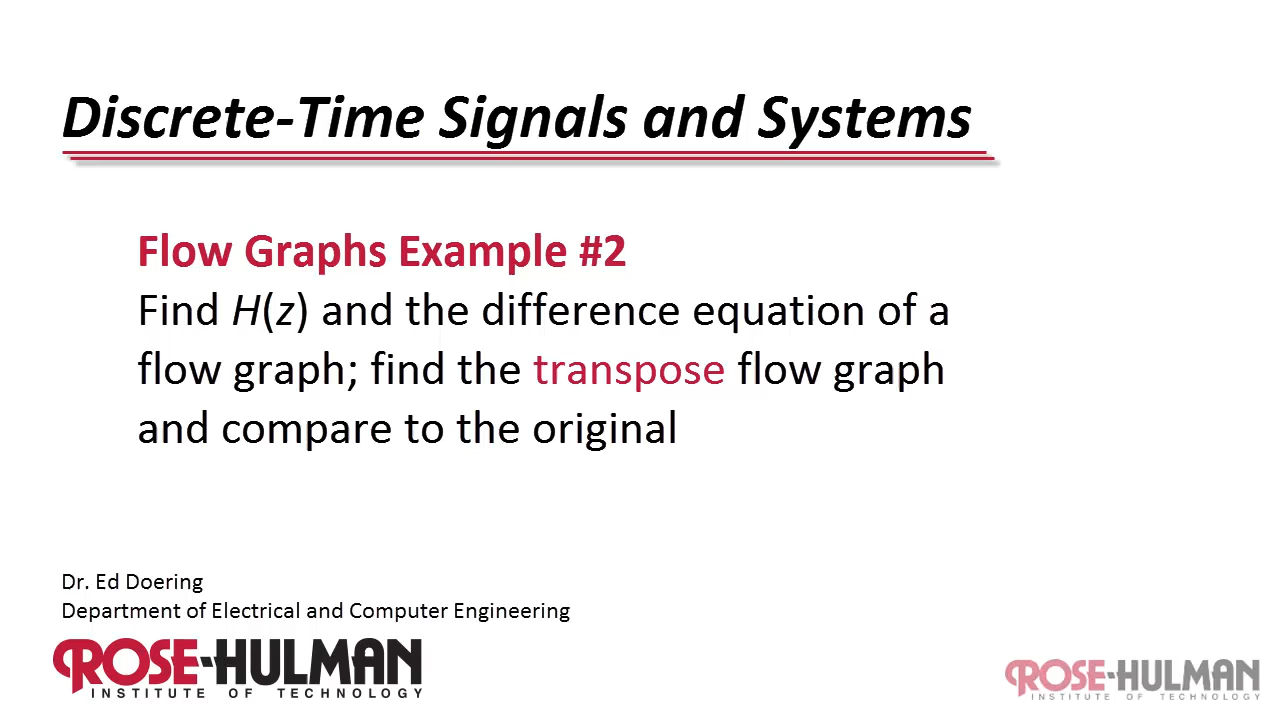 Discrete-Time Signals and Systems
Flow Graphs Example #2
Find H(z) and the difference equation of a
flow graph; find the transpose flow graph
and compare to the original
Dr. Ed Doering
Department of Electrical and Computer Engineering
ROSE-HULMAN
INSTITUTE OF TECHNOLOGY
ROSE-HULMAN
INSTITUTE OF TECHNOLOGY